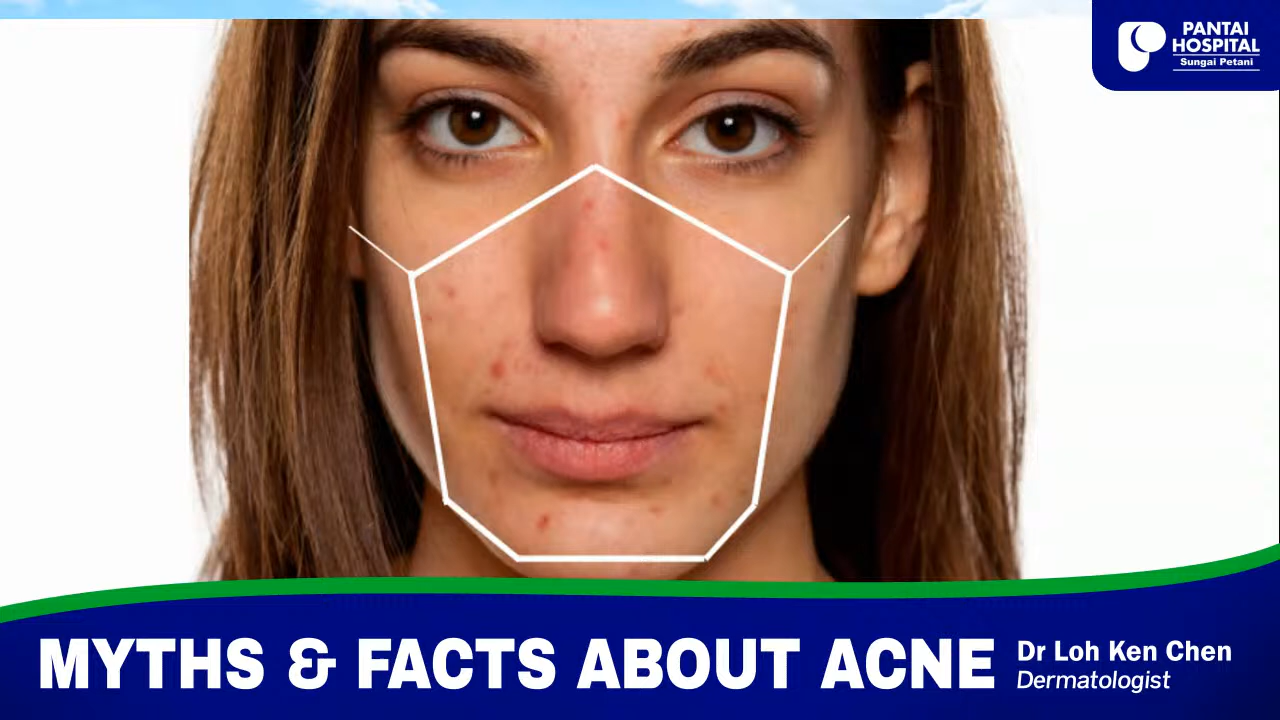 PANTAI
HOSPITAL
Sungai Petani
MYTHS & FACTS ABOUT ACNE
Dr Loh Ken Chen
Dermatologist